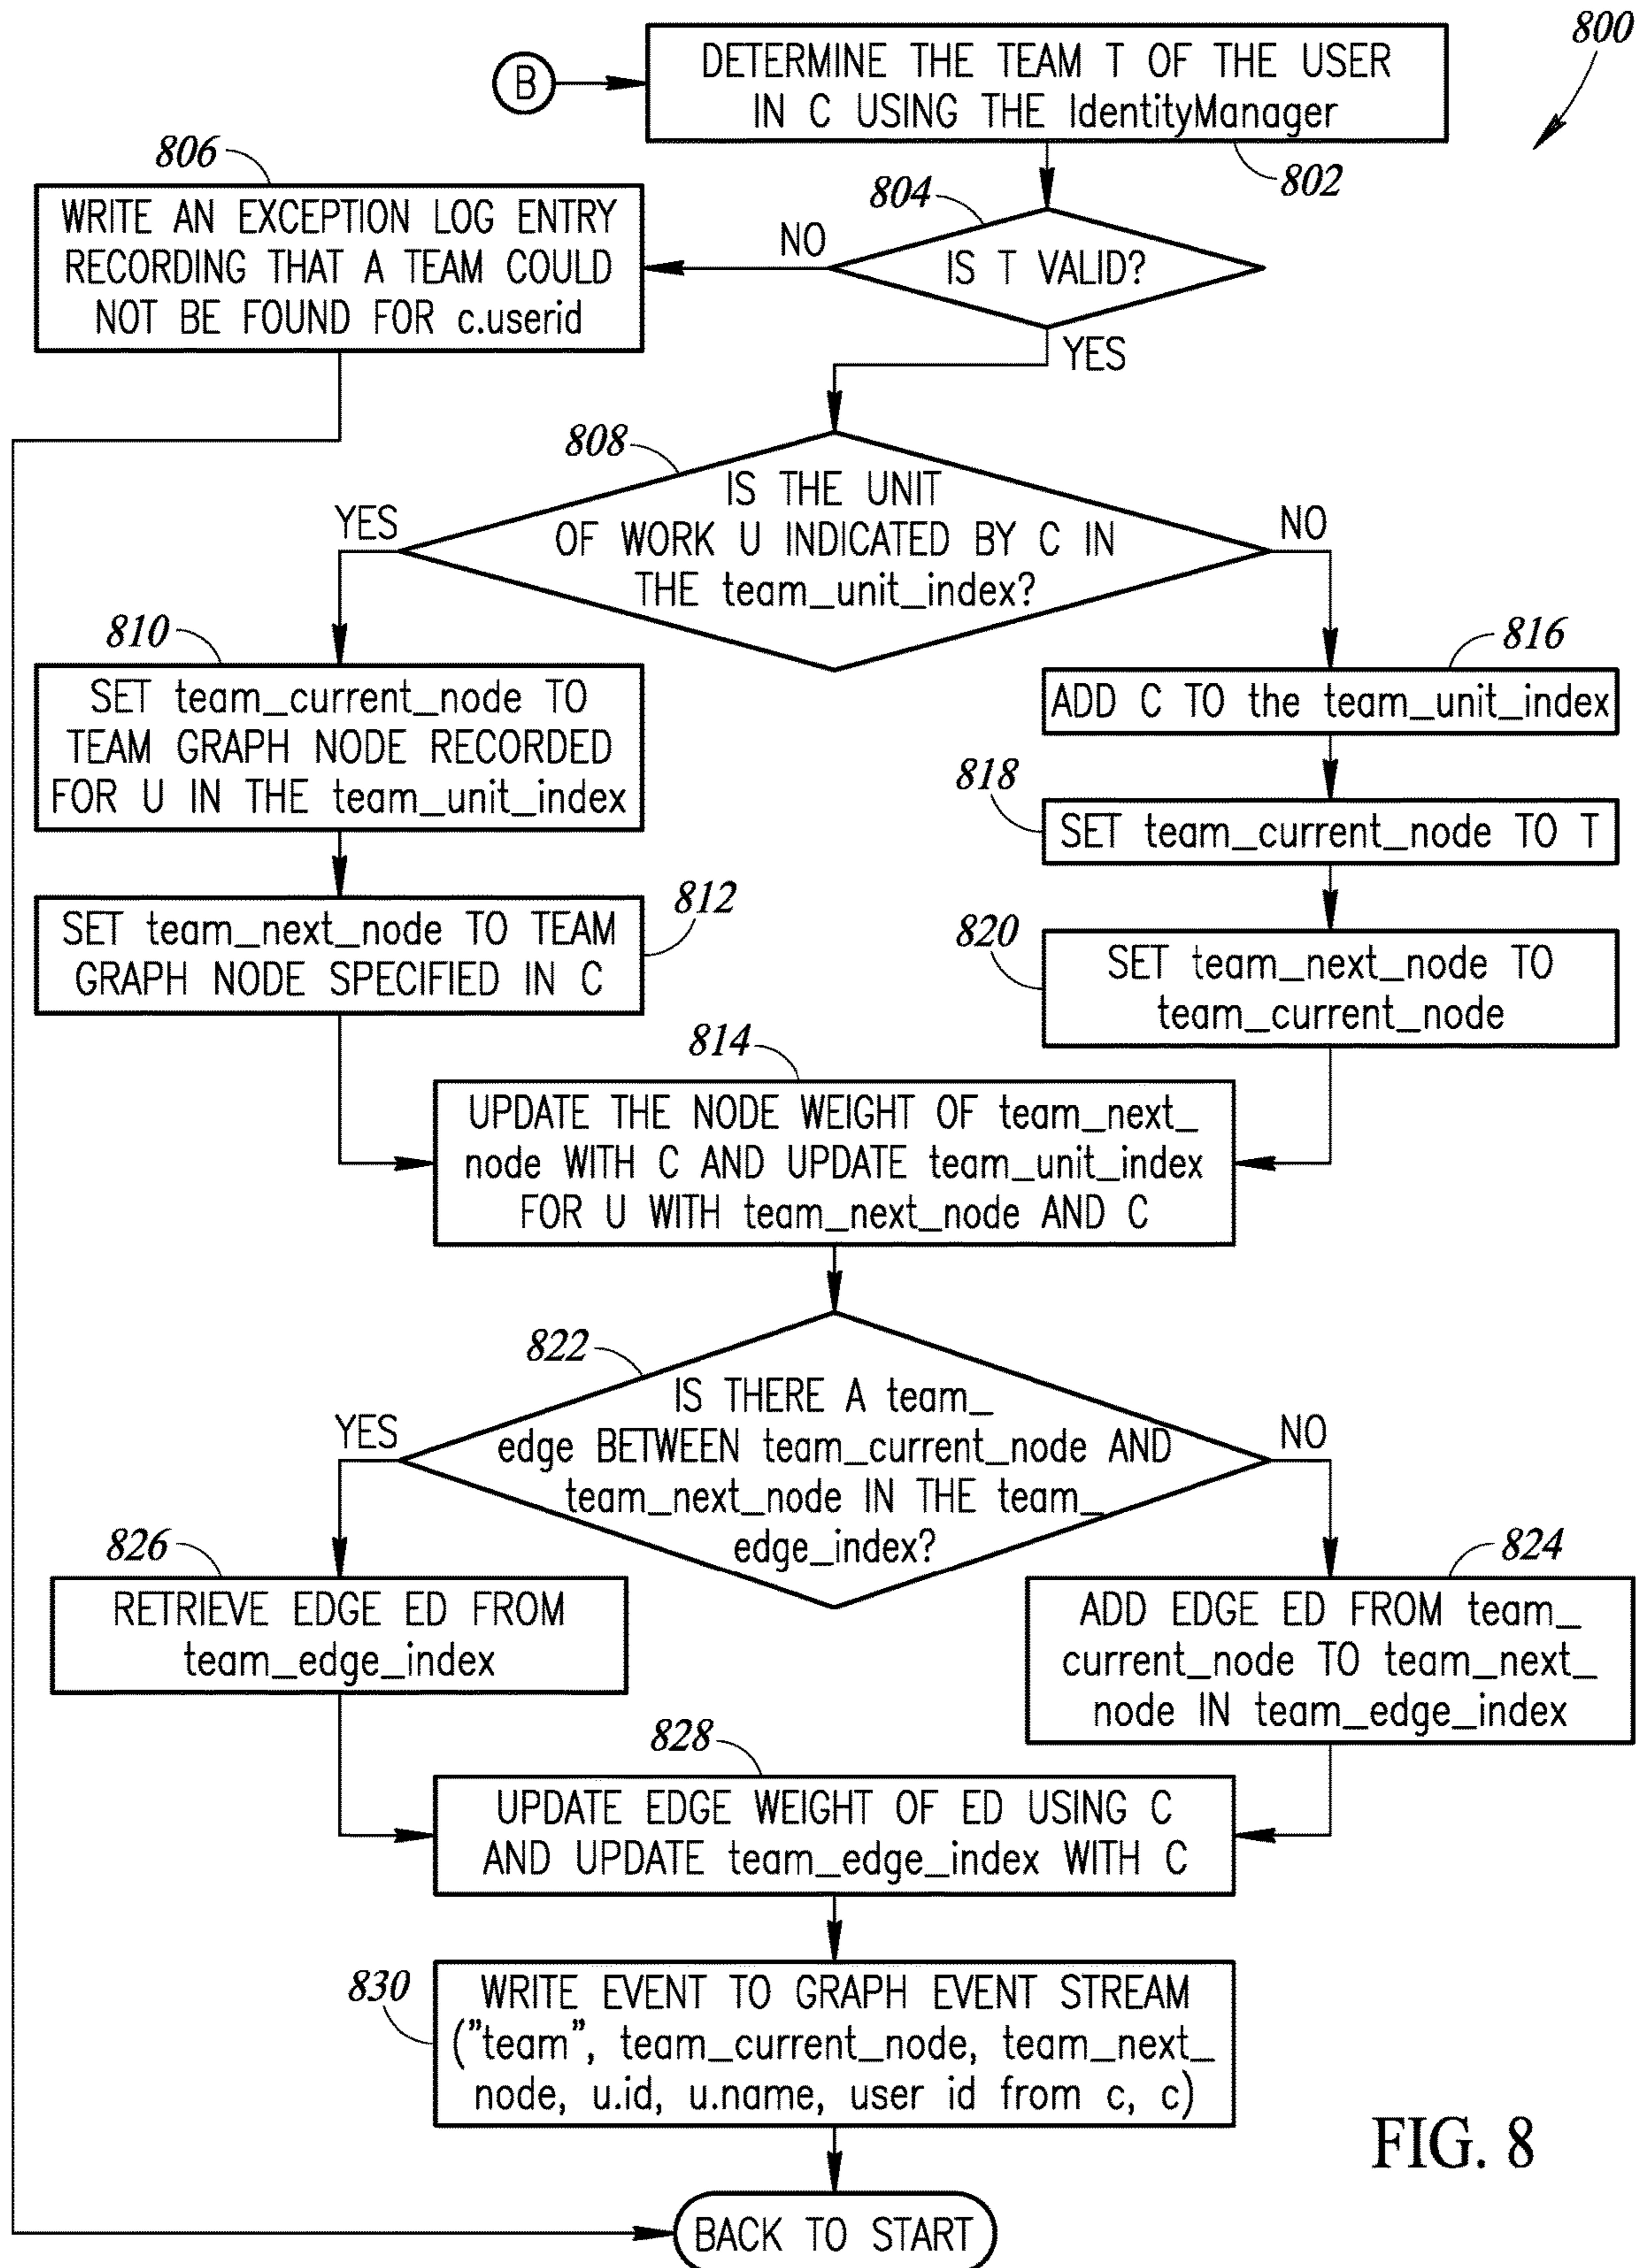 800
B
DETERMINE THE TEAM T OF THE USER
IN C USING THE IdentityManager
802
806
WRITE AN EXCEPTION LOG ENTRY
RECORDING THAT A TEAM COULD
NOT BE FOUND FOR c.userid
804
NO
IS T VALID?
YES
808
IS THE UNIT
OF WORK U INDICATED BY C IN
THE team_unit_index?
YES
NO
810
SET team_current_node TO
TEAM GRAPH NODE RECORDED
FOR U IN THE team_unit_index
816
ADD C TO the team_unit_index
818
SET team_current_node TO T
812
SET team_next_node TO TEAM
GRAPH NODE SPECIFIED IN C
820
SET team_next_node TO
team_current_node
814
UPDATE THE NODE WEIGHT OF team_next_
node WITH C AND UPDATE team_unit_index
FOR U WITH team_next_node AND C
822
IS THERE A team_
edge BETWEEN team_current_node AND
team_next_node IN THE team_
edge_index?
YES
NO
826
RETRIEVE EDGE ED FROM
team_edge_index
824
ADD EDGE ED FROM team_
current_node TO team_next_
node IN team_edge_index
828
UPDATE EDGE WEIGHT OF ED USING C
AND UPDATE team_edge_index WITH C
830
WRITE EVENT TO GRAPH EVENT STREAM
("team", team_current_node, team_next_
node, u.id, u.name, user id from c, c)
BACK TO START
FIG. 8